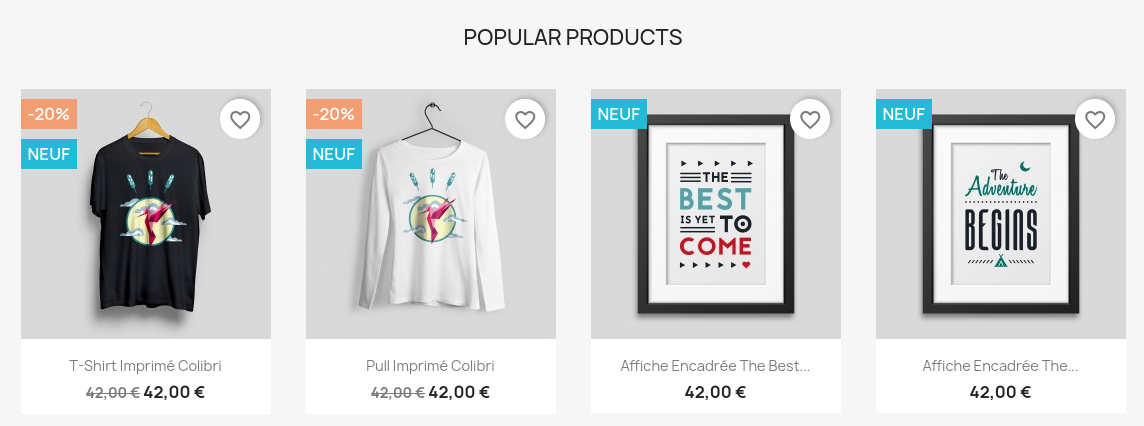 POPULAR PRODUCTS
-20%
NEUF
T-Shirt Imprimé Colibri
42,00 € 42,00 €
-20%
NEUF
Pull Imprimé Colibri
42,00 € 42,00 €
NEUF
THE
BEST
IS YET TO
COME
Affiche Encadrée The Best...
42,00 €
NEUF
The
Adventure
BEGINS
Affiche Encadrée The...
42,00 €